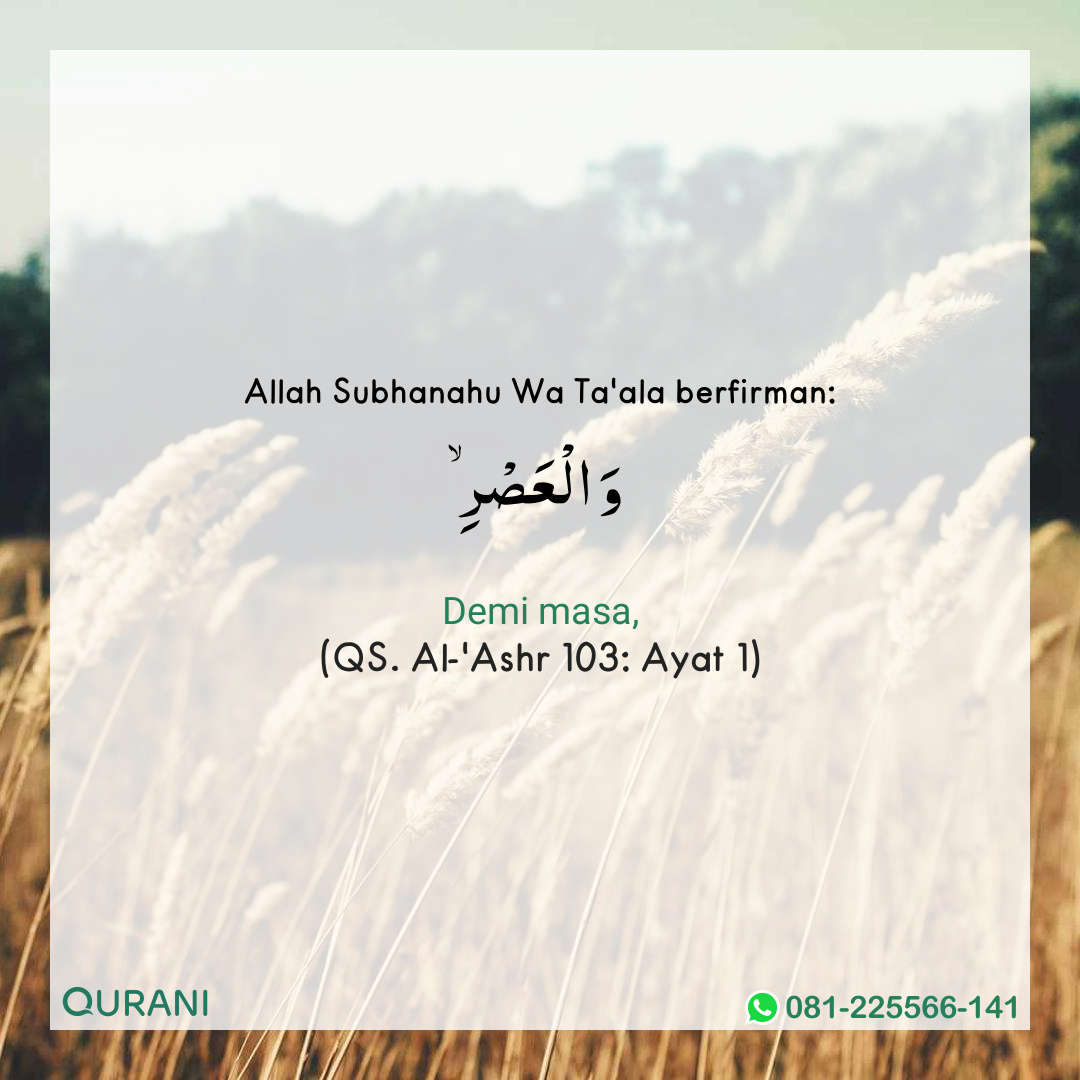 Allah Subhanahu Wa Ta'ala berfirman:
وَالْعَصْرِۙ
Demi masa,
(QS. Al-'Ashr 103: Ayat 1)
QURANI
081-225566-141